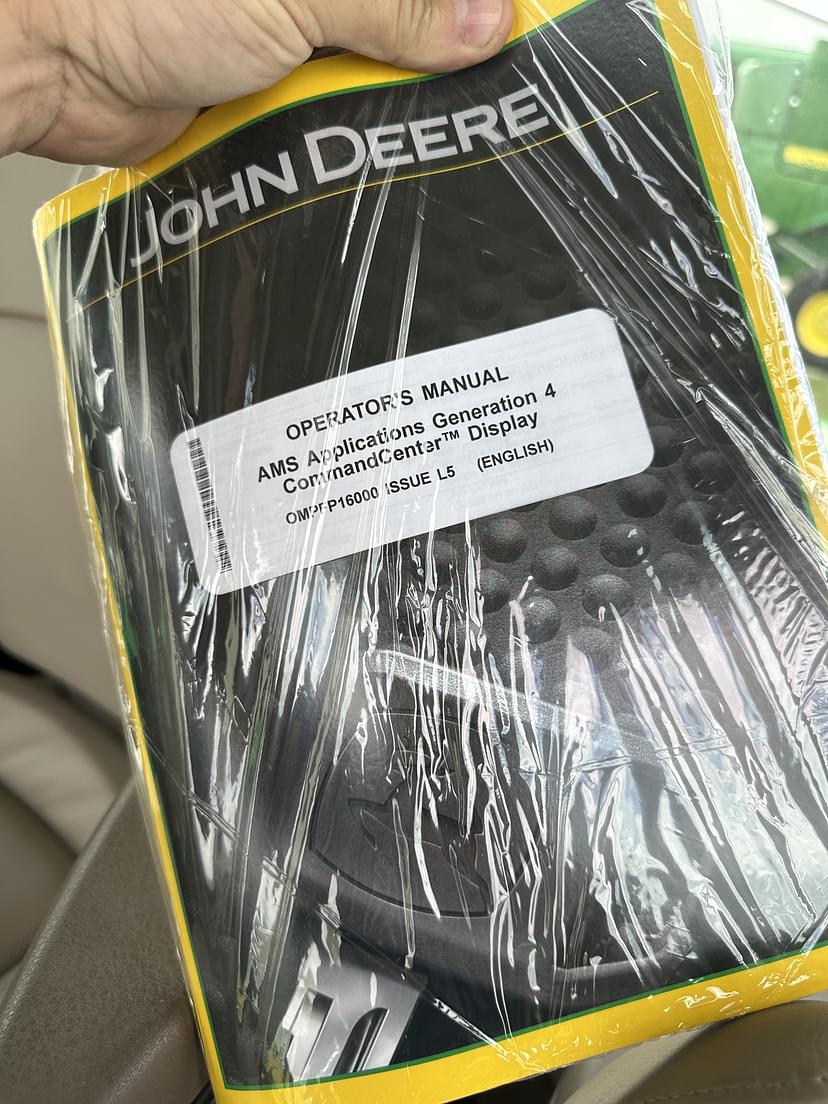 JOHN DEERE
OPERATOR'S MANUAL
AMS Applications Generation 4
CommandCenter™ Display
OMPFP16000 ISSUE L5 (ENGLISH)